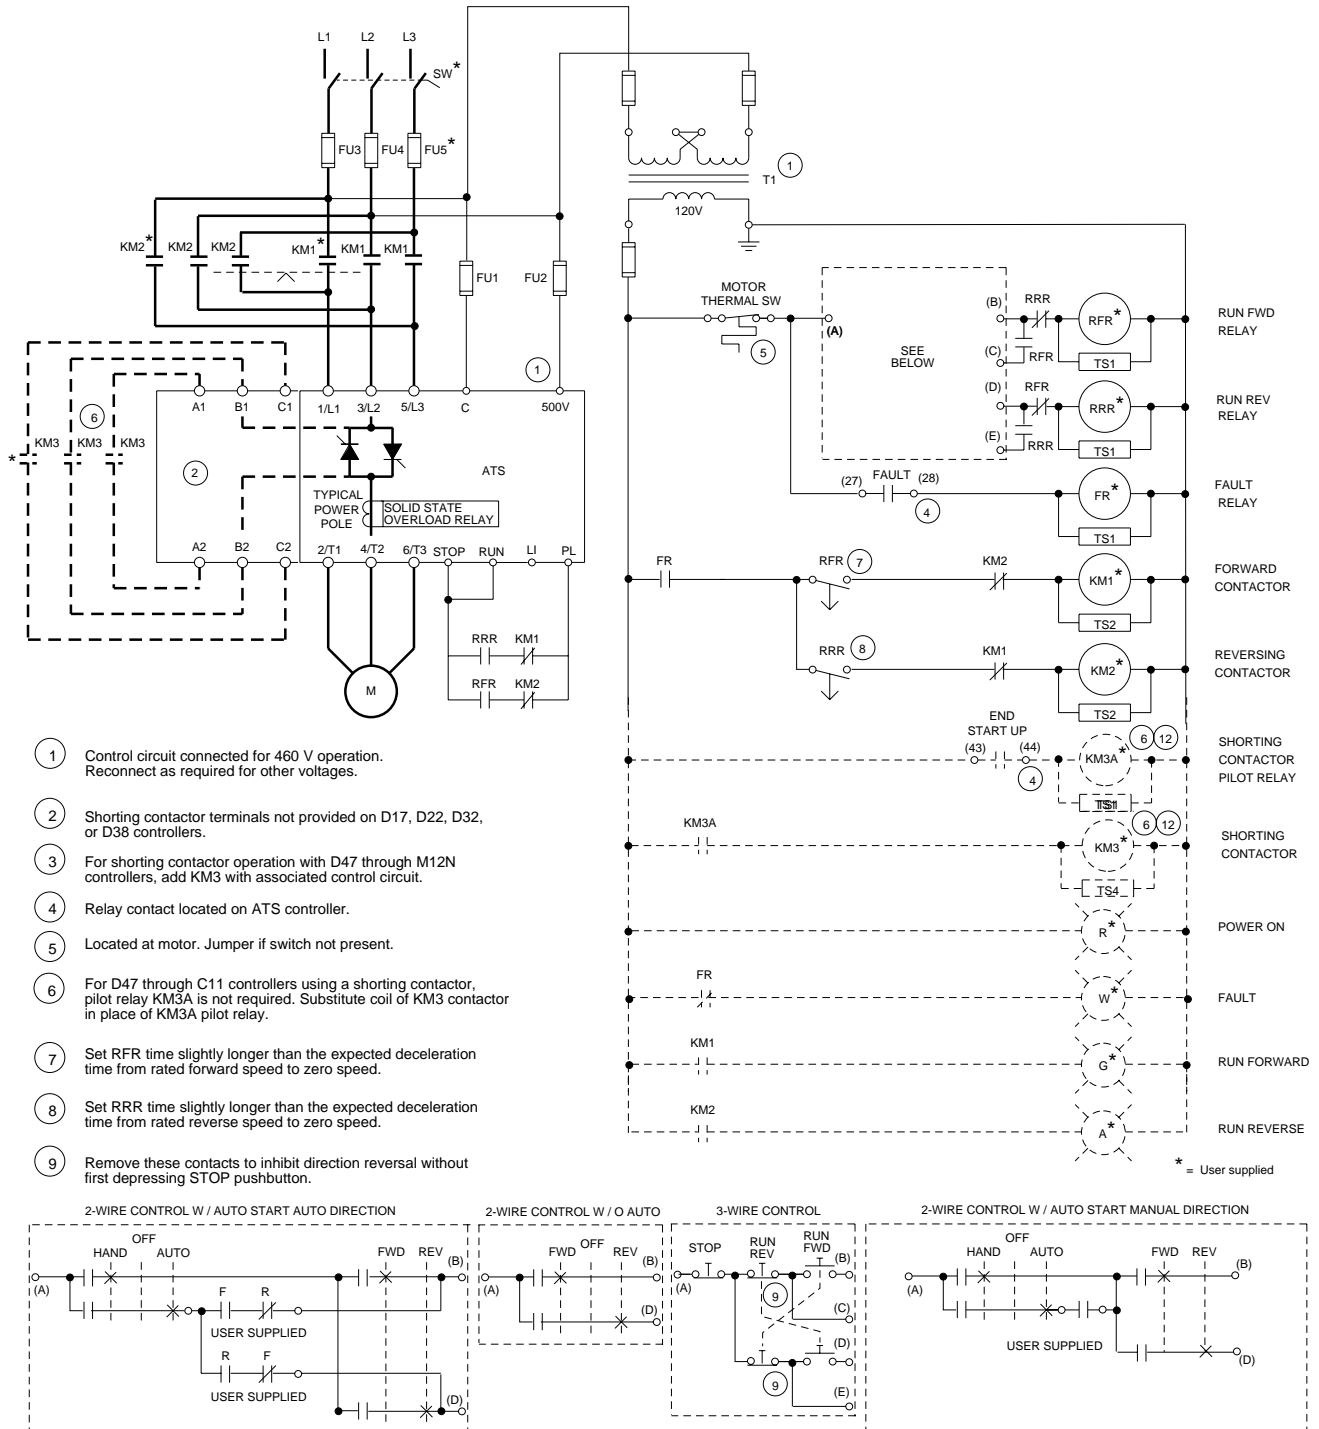 L1 L2 L3
SW*
FU3 FU4 FU5*
1
T1
120V
KM2* KM2 KM2 KM1* KM1 KM1
FU1 FU2
MOTOR
THERMAL SW
5
(A)
SEE
BELOW
(B) RRR RFR* RUN FWD
RELAY
(C) RFR TS1
(D) RFR RRR* RUN REV
RELAY
(E) RRR TS1
1
A1 B1 C1 1/L1 3/L2 5/L3 C 500V
6
* KM3 KM3 KM3
2
ATS
TYPICAL
POWER
POLE
SOLID STATE
OVERLOAD RELAY
A2 B2 C2 2/T1 4/T2 6/T3 STOP RUN LI PL
(27) FAULT (28) FR* FAULT
RELAY
4
TS1
FR RFR 7 KM2 KM1* FORWARD
CONTACTOR
TS2
RRR KM1
RFR KM2
M
RRR 8 KM1 KM2* REVERSING
CONTACTOR
TS2
END
START UP
(43) (44) KM3A* 6 12 SHORTING
CONTACTOR
PILOT RELAY
4
TS1
KM3A KM3* 6 12 SHORTING
CONTACTOR
TS4
R* POWER ON
FR W* FAULT
KM1 G* RUN FORWARD
KM2 A* RUN REVERSE
* = User supplied
1 Control circuit connected for 460 V operation.
Reconnect as required for other voltages.
2 Shorting contactor terminals not provided on D17, D22, D32,
or D38 controllers.
3 For shorting contactor operation with D47 through M12N
controllers, add KM3 with associated control circuit.
4 Relay contact located on ATS controller.
5 Located at motor. Jumper if switch not present.
6 For D47 through C11 controllers using a shorting contactor,
pilot relay KM3A is not required. Substitute coil of KM3 contactor
in place of KM3A pilot relay.
7 Set RFR time slightly longer than the expected deceleration
time from rated forward speed to zero speed.
8 Set RRR time slightly longer than the expected deceleration
time from rated reverse speed to zero speed.
9 Remove these contacts to inhibit direction reversal without
first depressing STOP pushbutton.
2-WIRE CONTROL W / AUTO START AUTO DIRECTION
OFF
HAND AUTO FWD REV
(A) (B)
F R
USER SUPPLIED
R F
USER SUPPLIED
(D)
2-WIRE CONTROL W / O AUTO
FWD OFF REV
(B)
(A)
(D)
3-WIRE CONTROL
STOP RUN
REV RUN
FWD
(B)
(A)
9
(C)
(D)
9
(E)
2-WIRE CONTROL W / AUTO START MANUAL DIRECTION
OFF
HAND AUTO FWD REV
(A) (B)
USER SUPPLIED
(D)